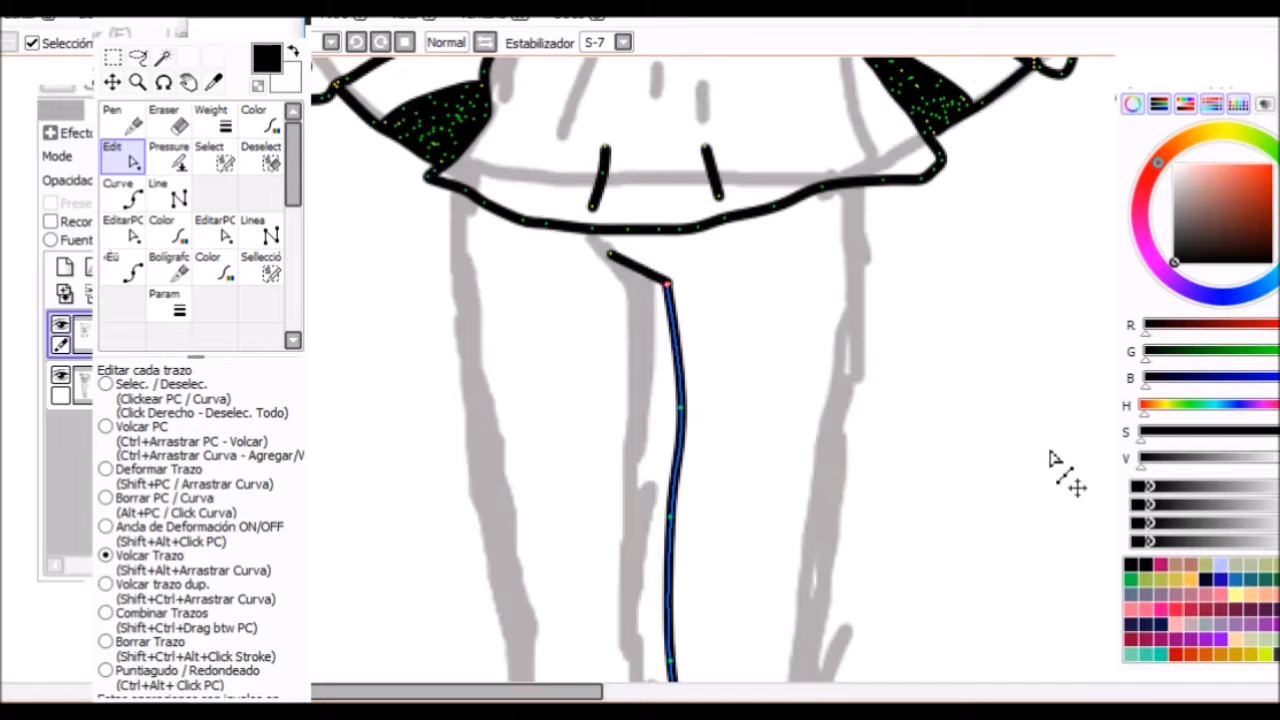 Selección
Normal
Estabilizador
S-7
Efecto
Mode
Opacidad
Recor
Fuent
Pen
Eraser
Weight
Color
Edit
Pressure
Select
Deselect
Curve
Line
EditarPC
Color
EditarPC
Linea
Bolígrafo
Color
Selecció
Param
Editar cada trazo
Selec. / Deselec.
(Clickear PC / Curva)
(Click Derecho - Deselec. Todo)
Volcar PC
(Ctrl+Arrastrar PC - Volcar)
(Ctrl+Arrastrar Curva - Agregar/V
Deformar Trazo
(Shift+PC / Arrastrar Curva)
Borrar PC / Curva
(Alt+PC / Click Curva)
Ancla de Deformación ON/OFF
(Shift+Alt+Click PC)
Volcar Trazo
(Shift+Alt+Arrastrar Curva)
Volcar trazo dup.
(Shift+Ctrl+Arrastrar Curva)
Combinar Trazos
(Shift+Ctrl+Drag btw PC)
Borrar Trazo
(Shift+Ctrl+Alt+Click Stroke)
Puntiagudo / Redondeado
(Ctrl+Alt+ Click PC)
R
G
B
H
S
V